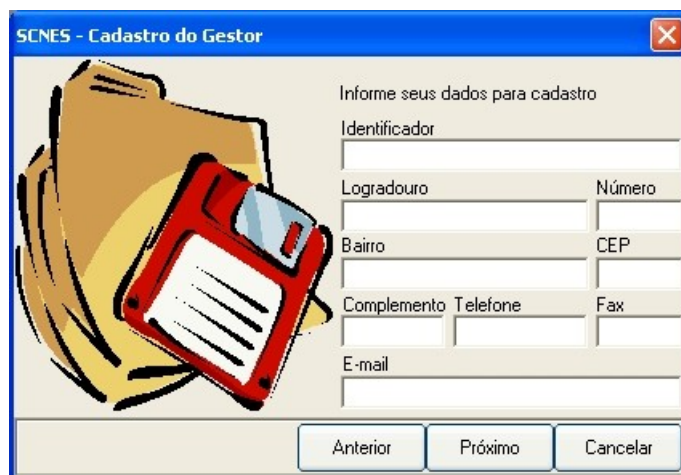 SCNES - Cadastro do Gestor
Informe seus dados para cadastro
Identificador
Logradouro Número
Bairro CEP
Complemento Telefone Fax
E-mail
Anterior Próximo Cancelar